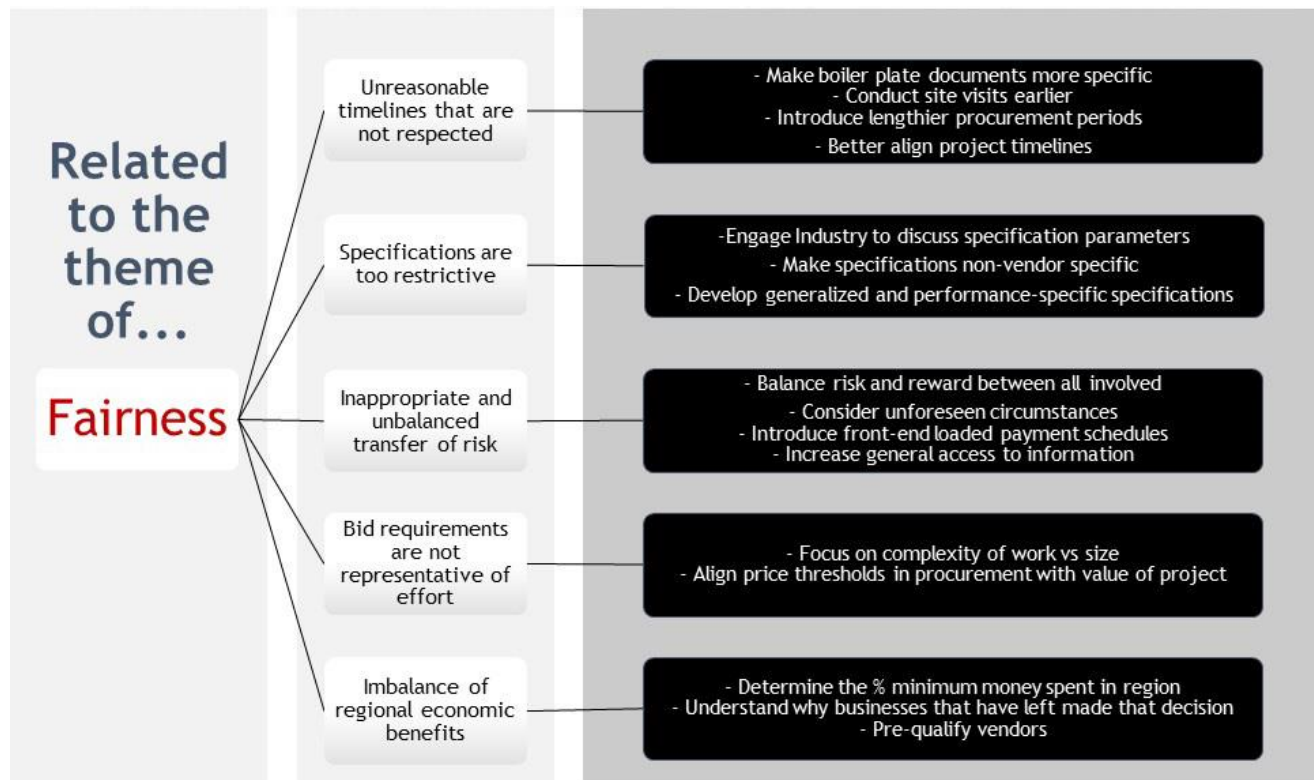 Related
to the
theme
of...
Fairness
Unreasonable
timelines that are
not respected
- Make boiler plate documents more specific
- Conduct site visits earlier
- Introduce lengthier procurement periods
- Better align project timelines
Specifications are
too restrictive
-Engage Industry to discuss specification parameters
- Make specifications non-vendor specific
- Develop generalized and performance-specific specifications
Inappropriate and
unbalanced
transfer of risk
- Balance risk and reward between all involved
- Consider unforeseen circumstances
- Introduce front-end loaded payment schedules
- Increase general access to information
Bid requirements
are not
representative of
effort
- Focus on complexity of work vs size
- Align price thresholds in procurement with value of project
Imbalance of
regional economic
benefits
- Determine the % minimum money spent in region
- Understand why businesses that have left made that decision
- Pre-qualify vendors